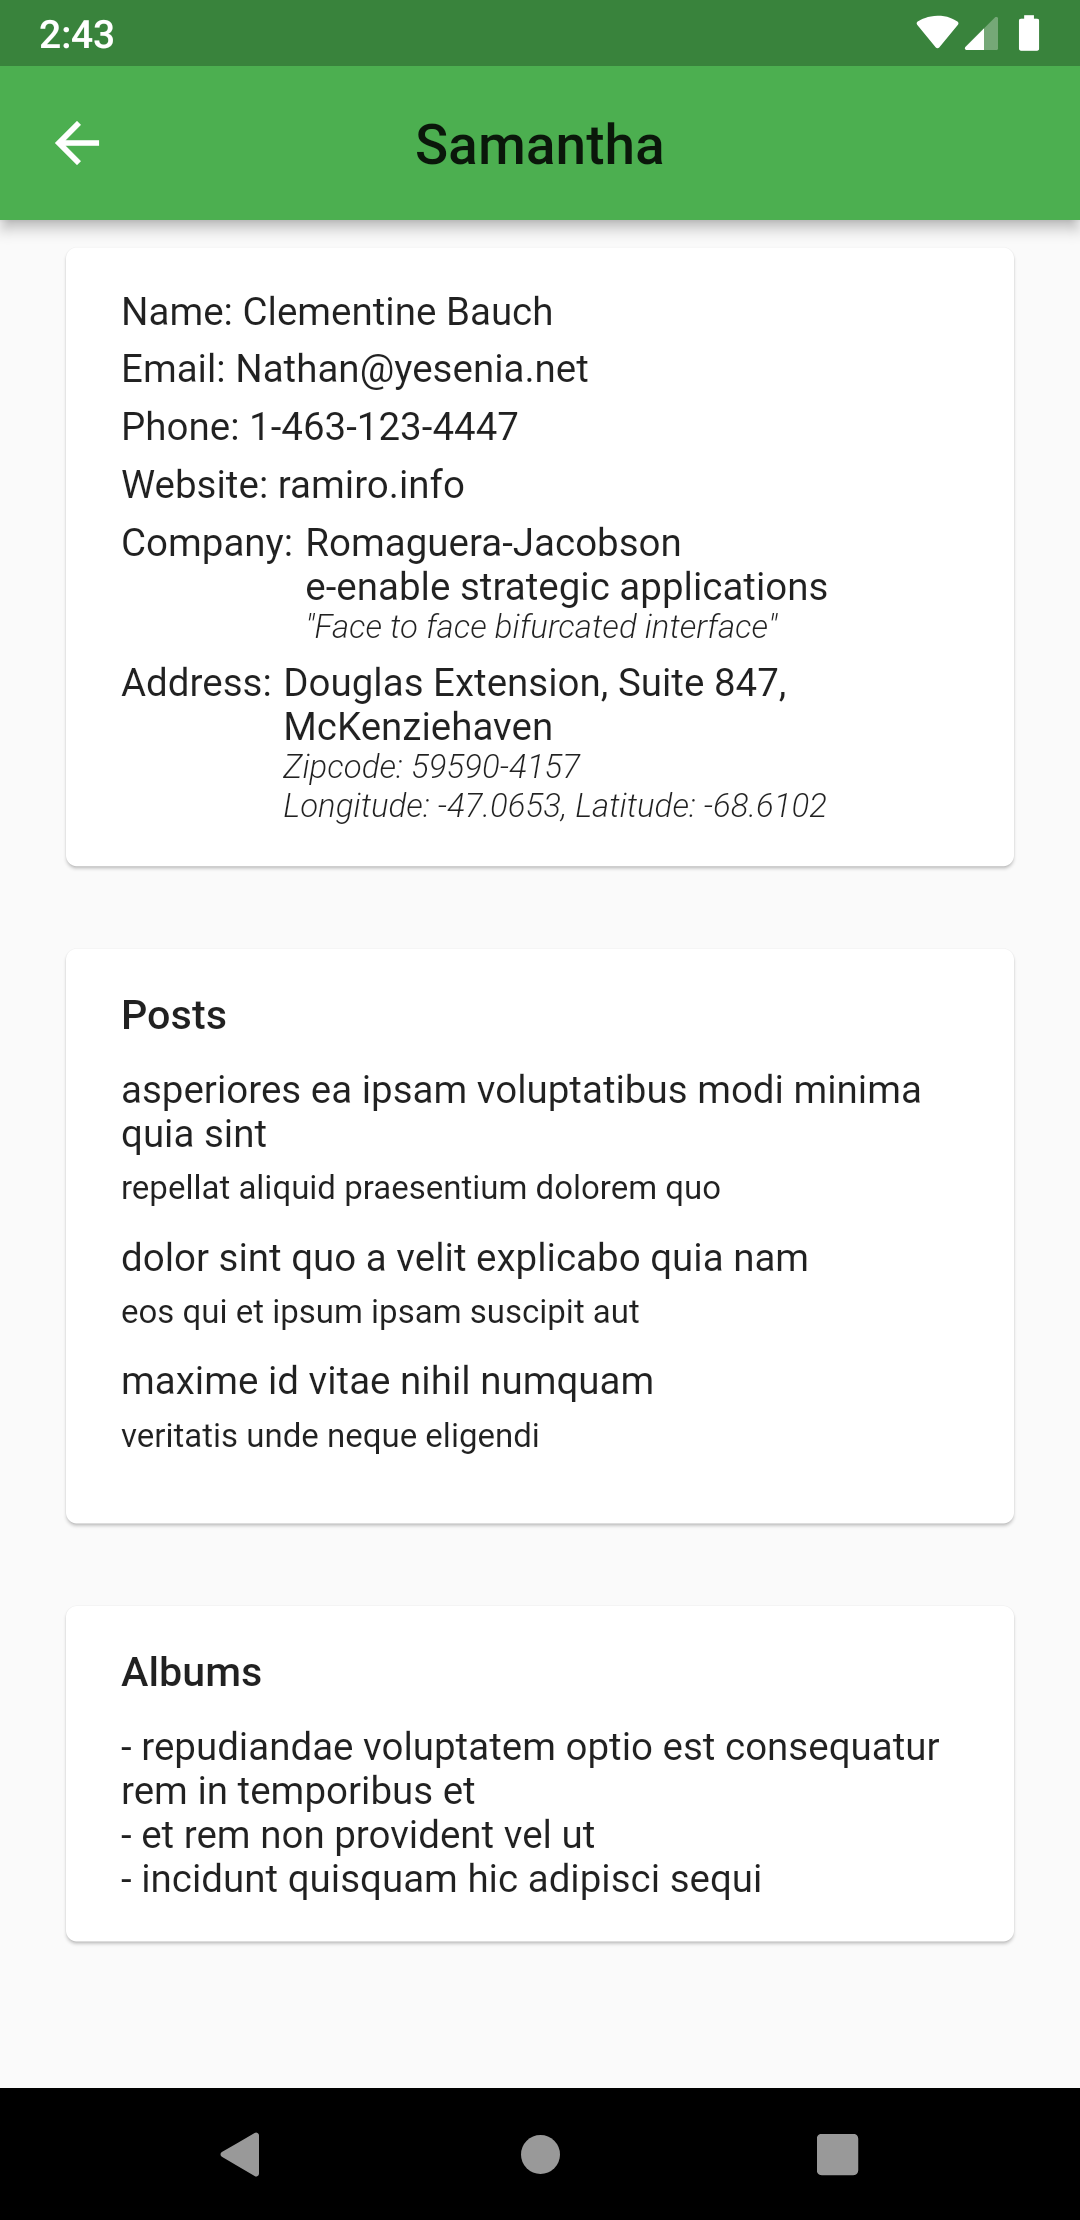 2:43
Samantha
Name: Clementine Bauch
Email: Nathan@yesenia.net
Phone: 1-463-123-4447
Website: ramiro.info
Company: Romaguera-Jacobson
e-enable strategic applications
"Face to face bifurcated interface"
Address: Douglas Extension, Suite 847,
McKenziehaven
Zipcode: 59590-4157
Longitude: -47.0653, Latitude: -68.6102
Posts
asperiores ea ipsam voluptatibus modi minima
quia sint
repellat aliquid praesentium dolorem quo
dolor sint quo a velit explicabo quia nam
eos qui et ipsum ipsam suscipit aut
maxime id vitae nihil numquam
veritatis unde neque eligendi
Albums
- repudiandae voluptatem optio est consequatur
rem in temporibus et
- et rem non provident vel ut
- incidunt quisquam hic adipisci sequi